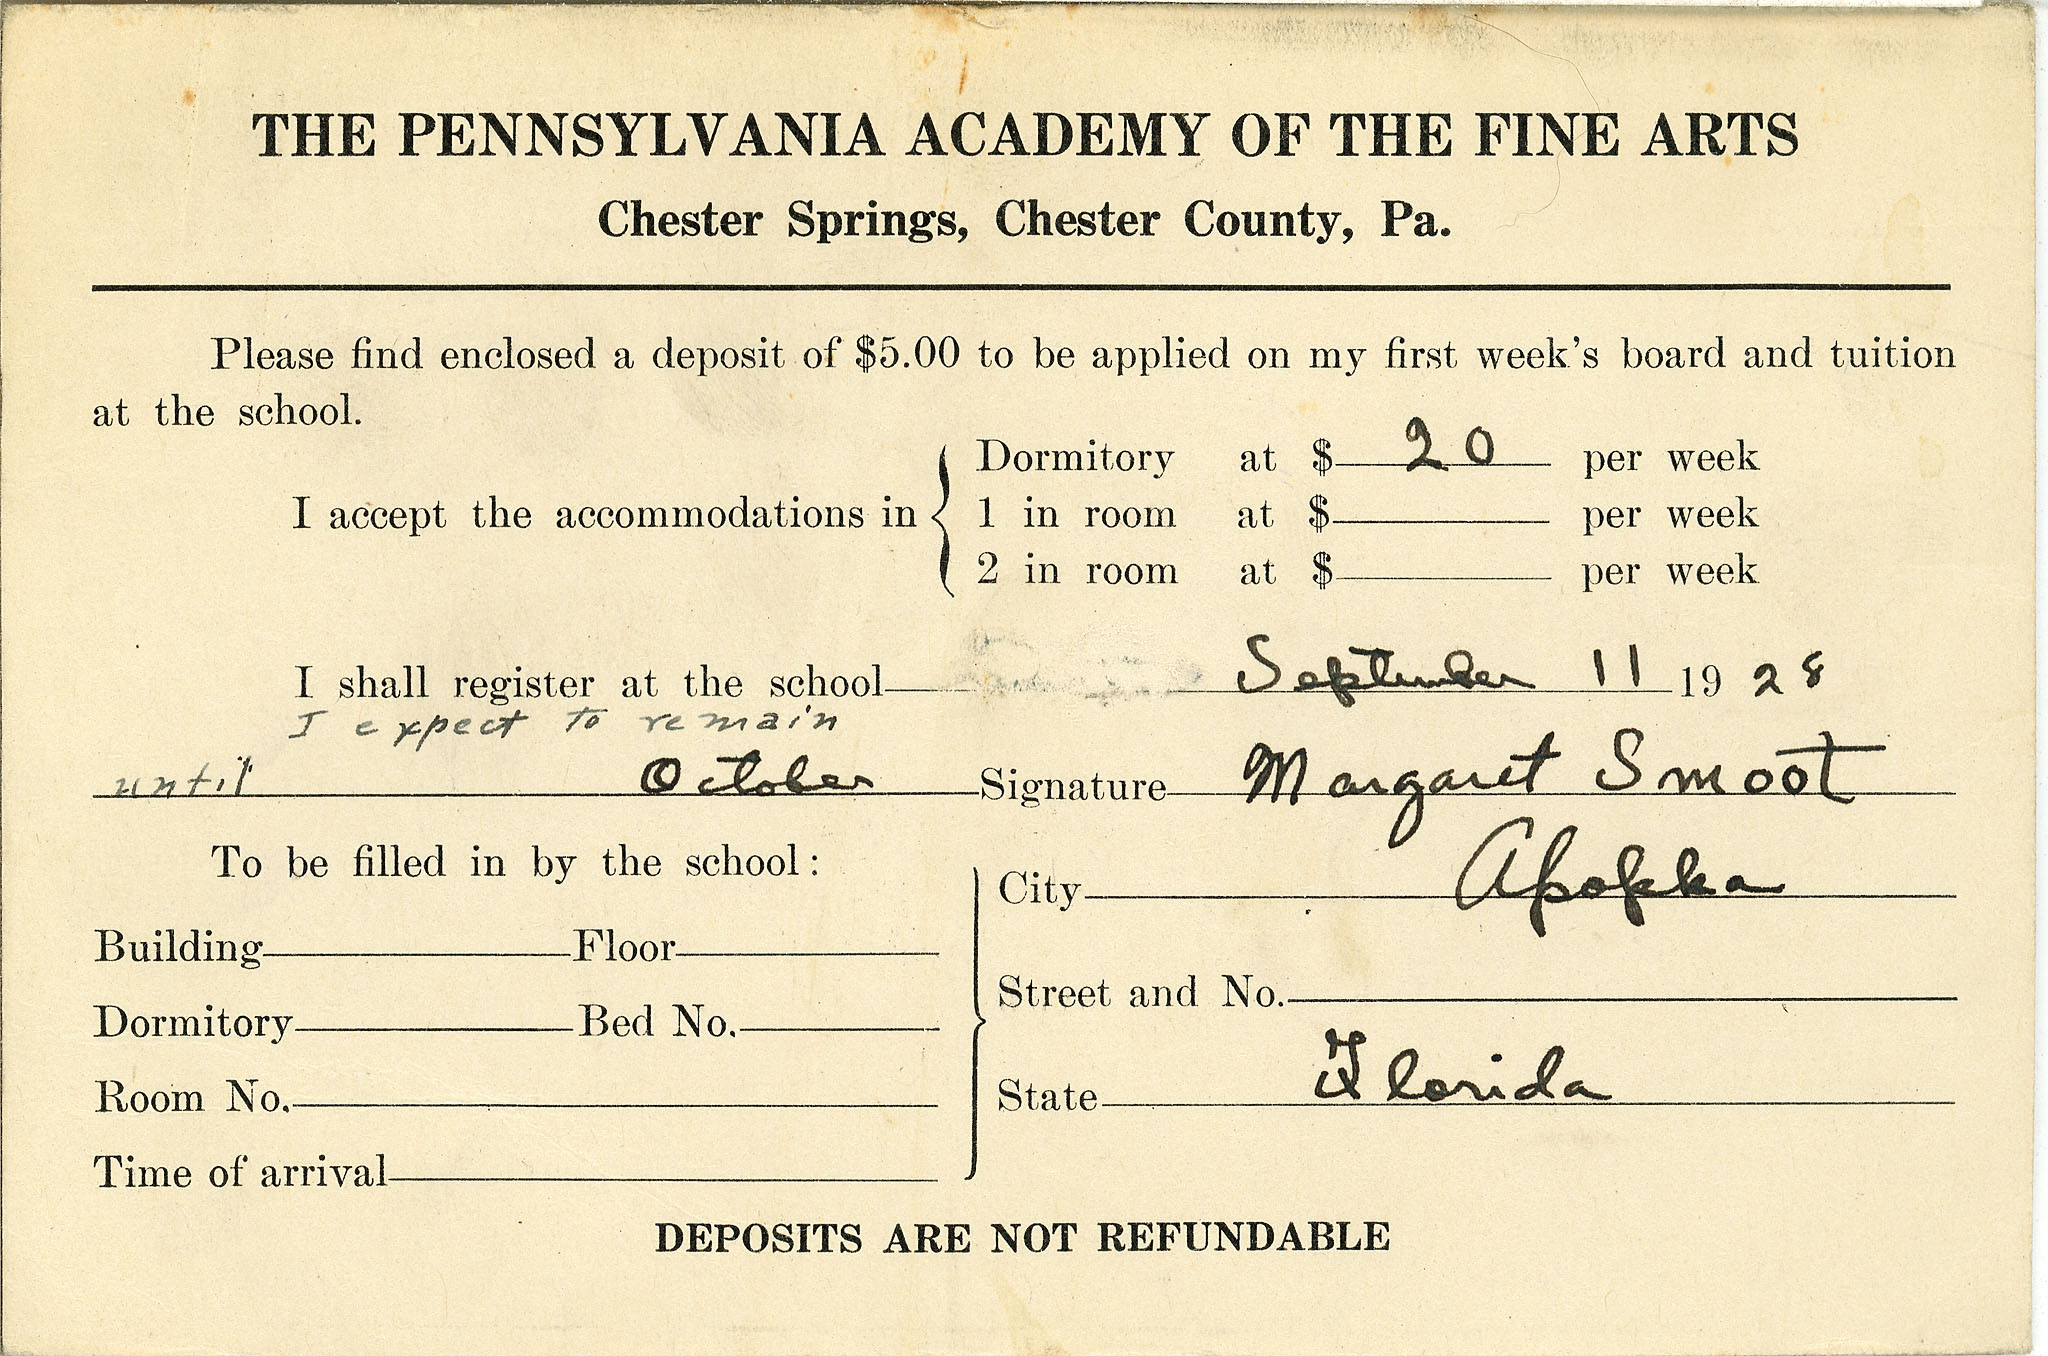 THE PENNSYLVANIA ACADEMY OF THE FINE ARTS
Chester Springs, Chester County, Pa.
Please find enclosed a deposit of $5.00 to be applied on my first week's board and tuition
at the school.
I accept the accommodations in
Dormitory at $ 20 per week
1 in room at $ per week
2 in room at $ per week
I shall register at the school September 11 1928
I expect to remain
until October Signature Margaret Smoot
To be filled in by the school:
City Apopka
Building Floor
Street and No.
Dormitory Bed No.
Room No.
State Florida
Time of arrival
DEPOSITS ARE NOT REFUNDABLE